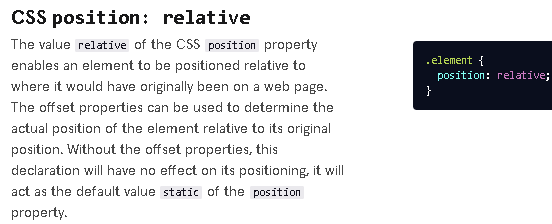 CSS position: relative
The value relative of the CSS position property
enables an element to be positioned relative to
where it would have originally been on a web page.
The offset properties can be used to determine the
actual position of the element relative to its original
position. Without the offset properties, this
declaration will have no effect on its positioning, it will
act as the default value static of the position
property.
.element {
  position: relative;
}